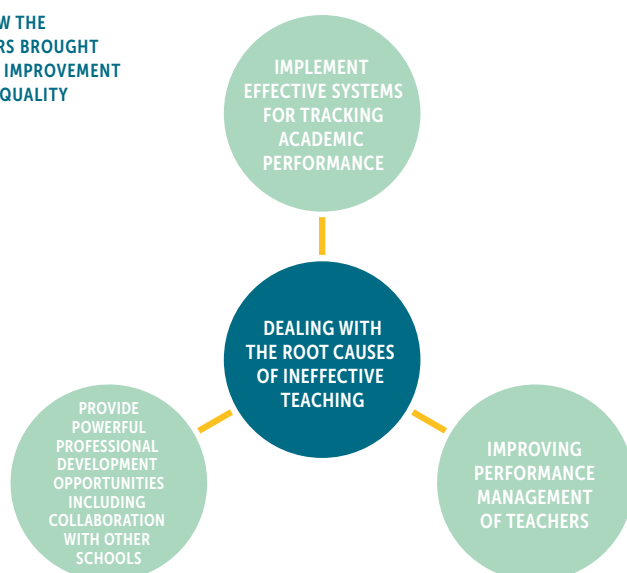 THE
BROUGHT
IMPROVEMENT
QUALITY
IMPLEMENT
EFFECTIVE SYSTEMS
FOR TRACKING
ACADEMIC
PERFORMANCE
DEALING WITH
THE ROOT CAUSES
OF INEFFECTIVE
TEACHING
PROVIDE
POWERFUL
PROFESSIONAL
DEVELOPMENT
OPPORTUNITIES
INCLUDING
COLLABORATION
WITH OTHER
SCHOOLS
IMPROVING
PERFORMANCE
MANAGEMENT
OF TEACHERS